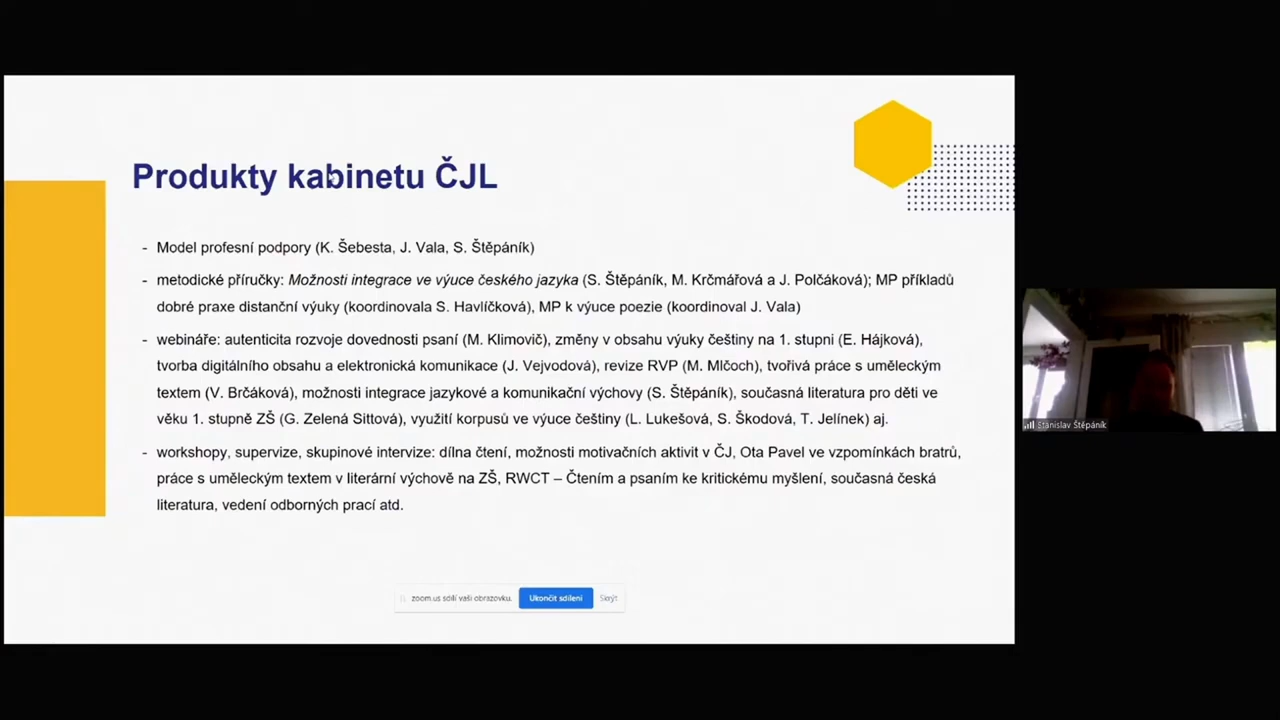 Produkty kabinetu ČJL
- Model profesní podpory (K. Šebesta, J. Vala, S. Štěpáník)
- metodické příručky: Možnosti integrace ve výuce českého jazyka (S. Štěpáník, M. Krčmářová a J. Polčáková); MP příkladů
dobré praxe distanční výuky (koordinovala S. Havlíčková), MP k výuce poezie (koordinoval J. Vala)
- webináře: autenticita rozvoje dovednosti psaní (M. Klimovič), změny v obsahu výuky češtiny na 1. stupni (E. Hájková),
tvorba digitálního obsahu a elektronická komunikace (J. Vejvodová), revize RVP (M. Mlčoch), tvořivá práce s uměleckým
textem (V. Brčáková), možnosti integrace jazykové a komunikační výchovy (S. Štěpáník), současná literatura pro děti ve
věku 1. stupně ZŠ (G. Zelená Sittová), využití korpusů ve výuce češtiny (L. Lukešová, S. Škodová, T. Jelínek) aj.
- workshopy, supervize, skupinové intervize: dílna čtení, možnosti motivačních aktivit v ČJ, Ota Pavel ve vzpomínkách bratrů,
práce s uměleckým textem v literární výchově na ZŠ, RWCT – Čtením a psaním ke kritickému myšlení, současná česká
literatura, vedení odborných prací atd.
zoom.us sdílí vaši obrazovku. Ukončit sdílení Skrýt
Stanislav Štěpáník